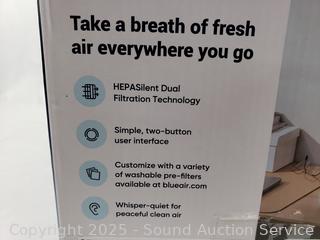 Take a breath of fresh
air everywhere you go
HEPASilent Dual
Filtration Technology
Simple, two-button
user interface
Customize with a variety
of washable pre-filters
available at blueair.com
Whisper-quiet for
peaceful clean air
Copyright 2025 - Sound Auction Service